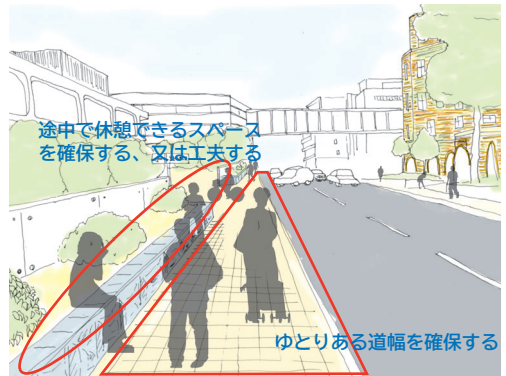 途中で休憩できるスペース
を確保する、又は工夫する
ゆとりある道幅を確保する